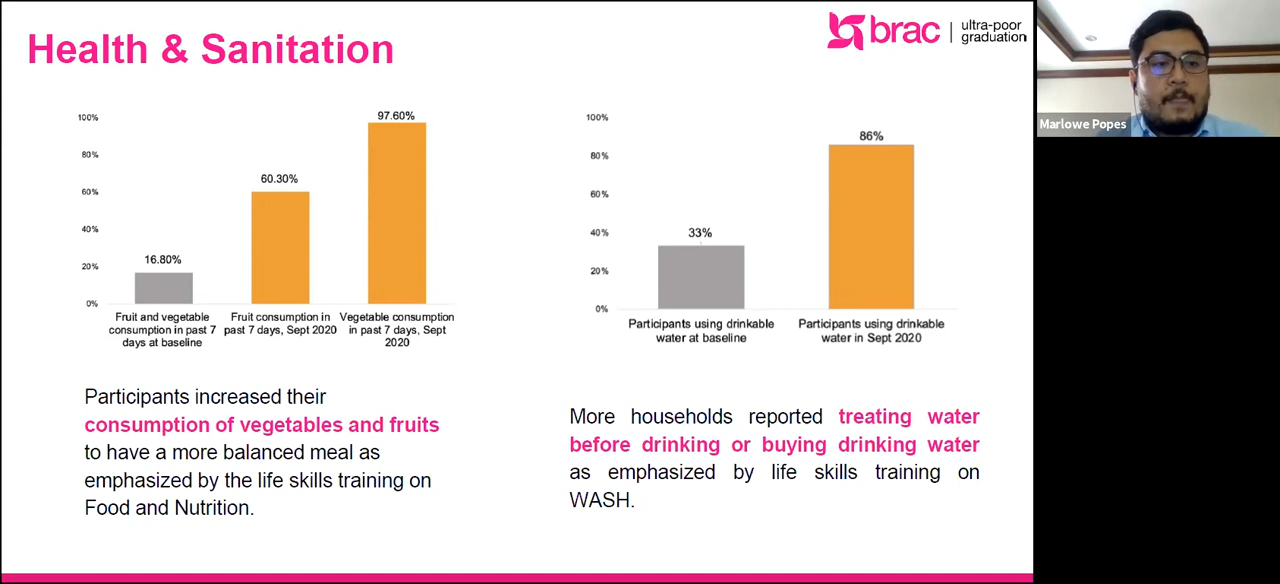 Health & Sanitation
brac | ultra-poor
graduation
Marlowe Popes
100%
80%
60%
40%
20%
0%
16.80%
60.30%
97.60%
Fruit and vegetable
consumption in past 7
days at baseline
Fruit consumption in
past 7 days, Sept 2020
Vegetable consumption
in past 7 days, Sept
2020
100%
80%
60%
40%
20%
0%
33%
86%
Participants using drinkable
water at baseline
Participants using drinkable
water in Sept 2020
Participants increased their
consumption of vegetables and fruits
to have a more balanced meal as
emphasized by the life skills training on
Food and Nutrition.
More households reported treating water
before drinking or buying drinking water
as emphasized by life skills training on
WASH.